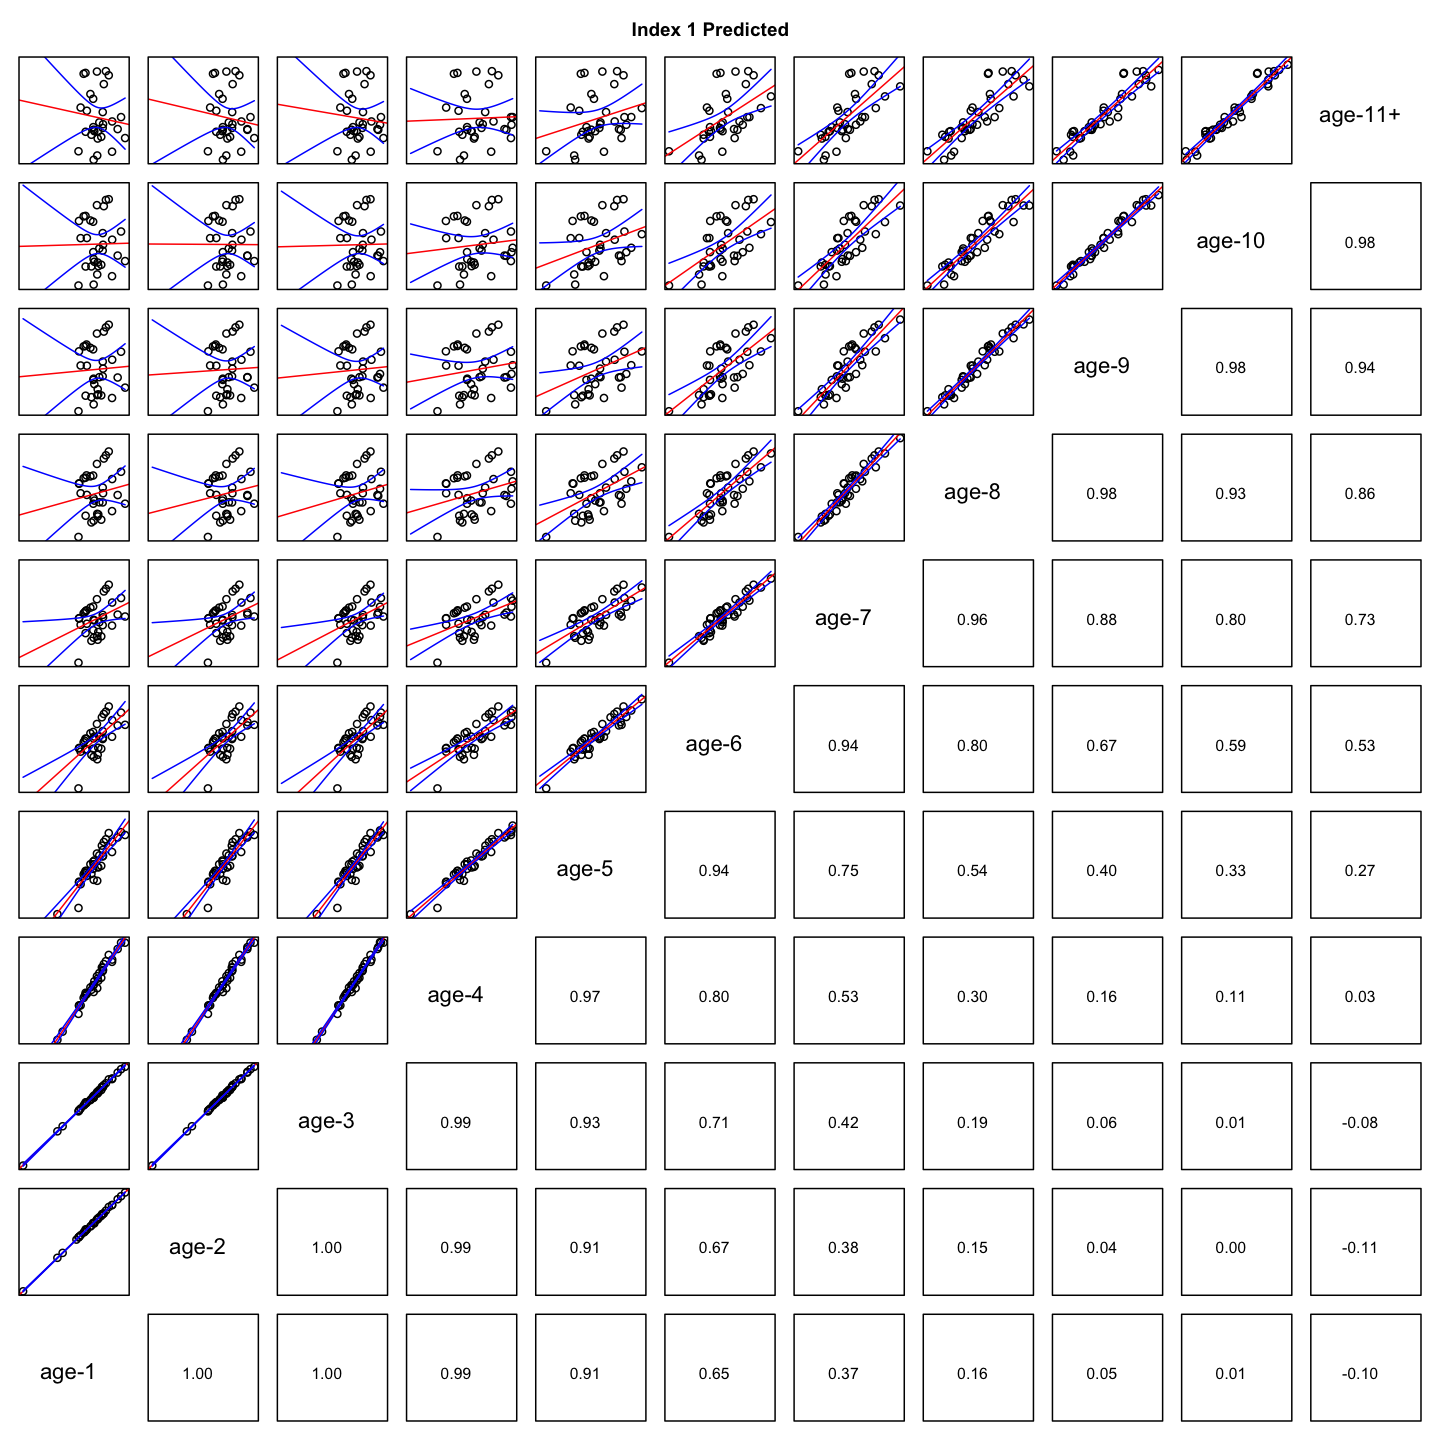 Index 1 Predicted
age-11+
age-10 0.98
age-9 0.98 0.94
age-8 0.98 0.93 0.86
age-7 0.96 0.88 0.80 0.73
age-6 0.94 0.80 0.67 0.59 0.53
age-5 0.94 0.75 0.54 0.40 0.33 0.27
age-4 0.97 0.80 0.53 0.30 0.16 0.11 0.03
age-3 0.99 0.93 0.71 0.42 0.19 0.06 0.01 -0.08
age-2 1.00 0.99 0.91 0.67 0.38 0.15 0.04 0.00 -0.11
age-1 1.00 1.00 0.99 0.91 0.65 0.37 0.16 0.05 0.01 -0.10